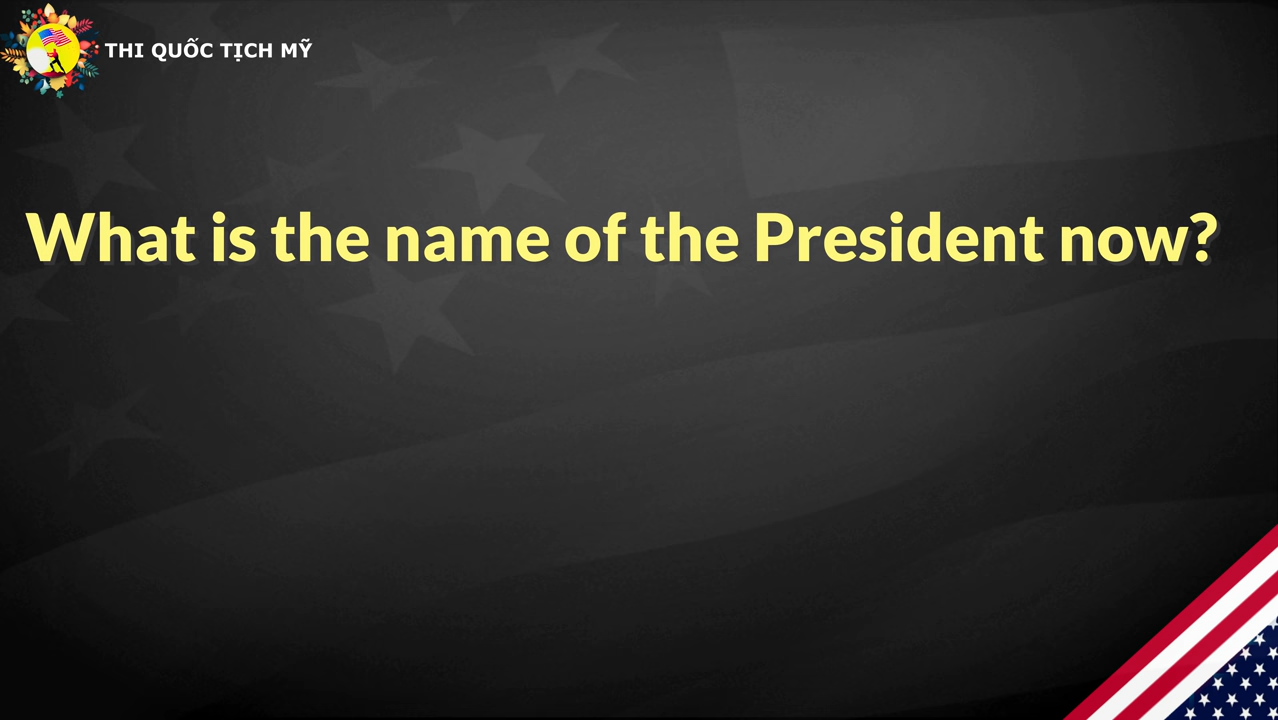 THI QUỐC TỊCH MỸ
What is the name of the President now?